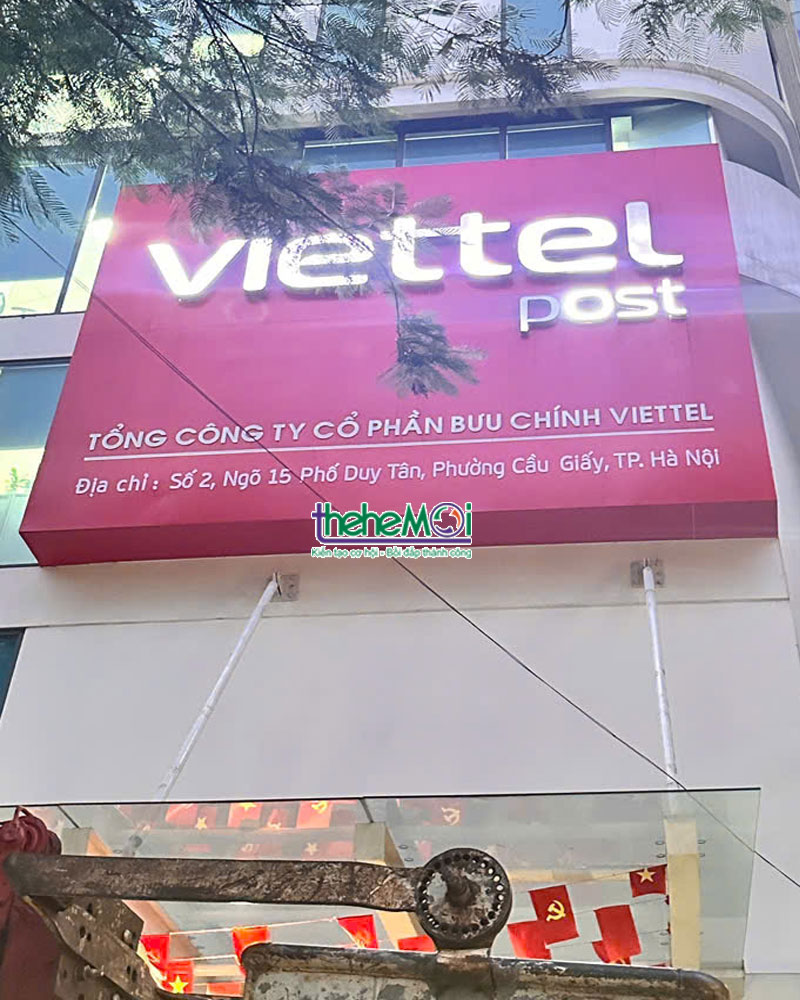 viettel
post
TỔNG CÔNG TY CỔ PHẦN BƯU CHÍNH VIETTEL
Địa chỉ: Số 2, Ngõ 15 Phố Duy Tân, Phường Cầu Giấy, TP. Hà Nội
theheMOi
Kiến tạo cơ hội - Bồi đắp thành công